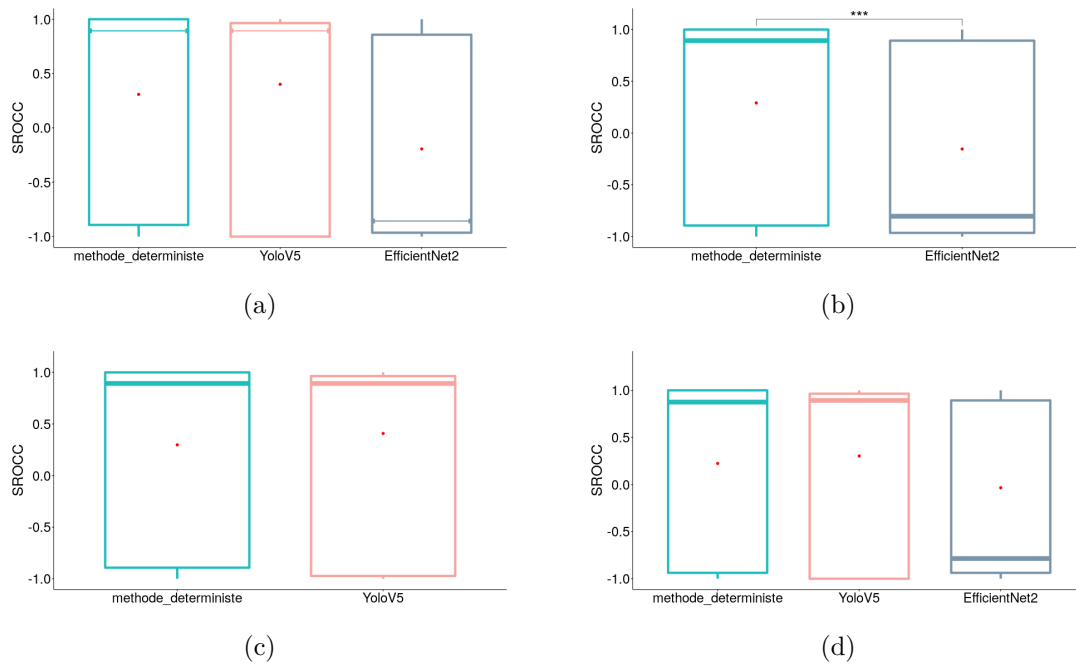 1.0
0.5
0.0
-0.5
-1.0
SROCC
methode_deterministe YoloV5 EfficientNet2
(a)
***
1.0
0.5
0.0
-0.5
-1.0
SROCC
methode_deterministe EfficientNet2
(b)
1.0
0.5
0.0
-0.5
-1.0
SROCC
methode_deterministe YoloV5
(c)
1.0
0.5
0.0
-0.5
-1.0
SROCC
methode_deterministe YoloV5 EfficientNet2
(d)